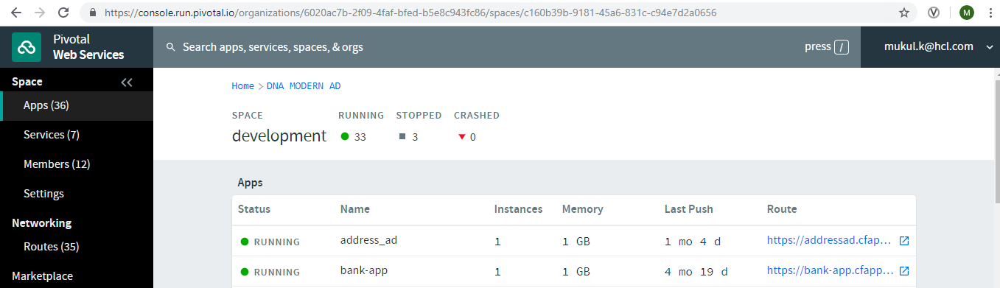 https://console.run.pivotal.io/organizations/6020ac7b-2f09-4faf-bfed-b5e8c943fc86/spaces/c160b39b-9181-45a6-831c-c94e7d2a0656
V
M
Pivotal
Web Services
Search apps, services, spaces, & orgs
press /
mukul.k@hcl.com
Space
Apps (36)
Services (7)
Members (12)
Settings
Networking
Routes (35)
Marketplace
Home > DNA MODERN AD
SPACE RUNNING STOPPED CRASHED
development 33 3 0
Apps
Status Name Instances Memory Last Push Route
RUNNING address_ad 1 1 GB 1 mo 4 d https://addressad.cfap...
RUNNING bank-app 1 1 GB 4 mo 19 d https://bank-app.cfapp...